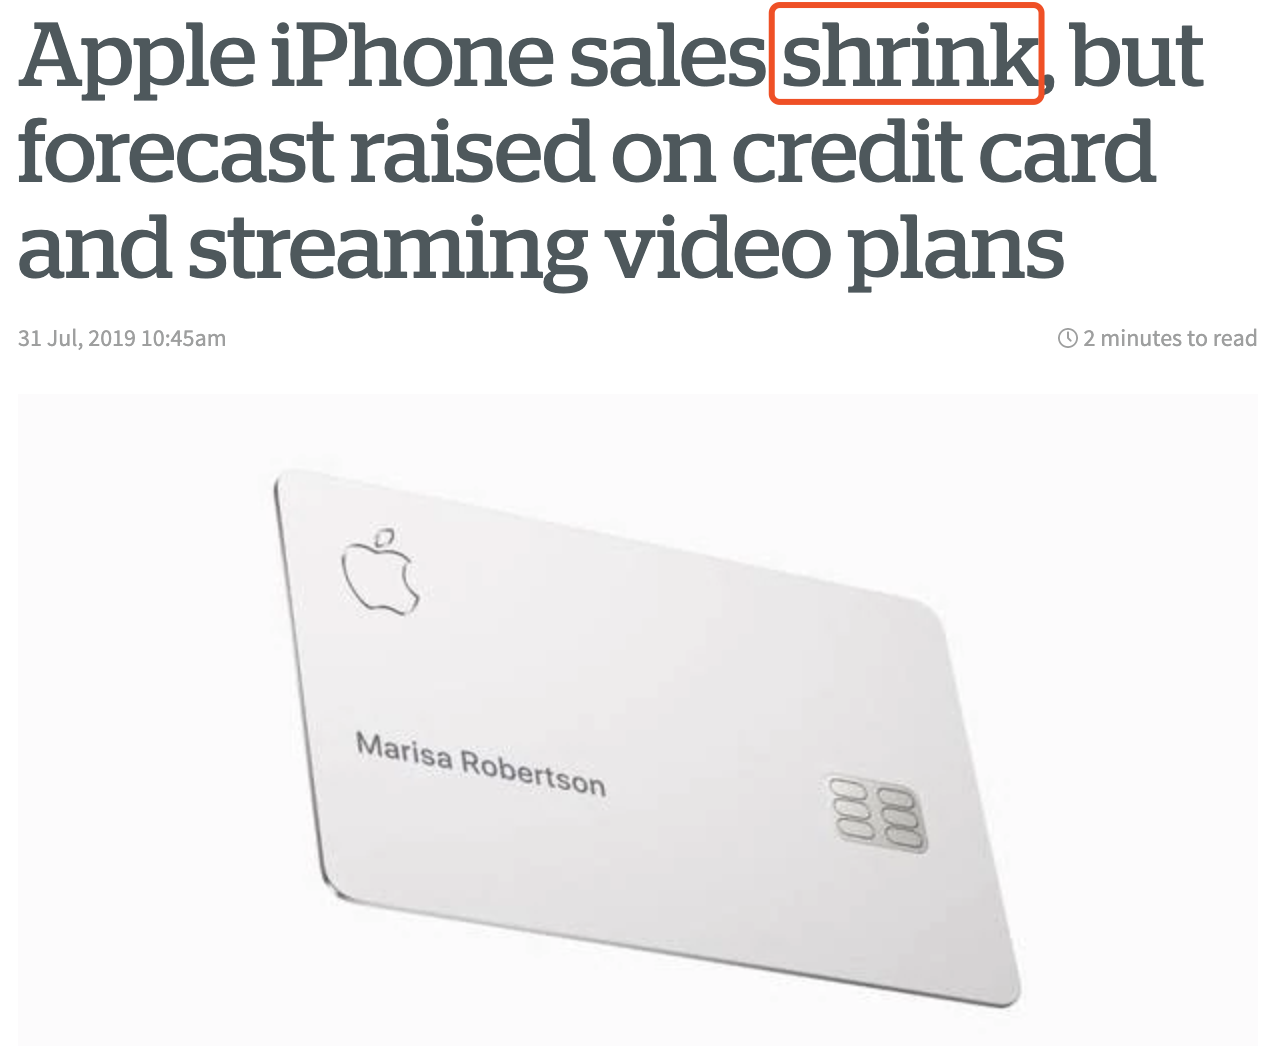 Apple iPhone sales shrink, but
forecast raised on credit card
and streaming video plans
31 Jul, 2019 10:45am
2 minutes to read
Marisa Robertson